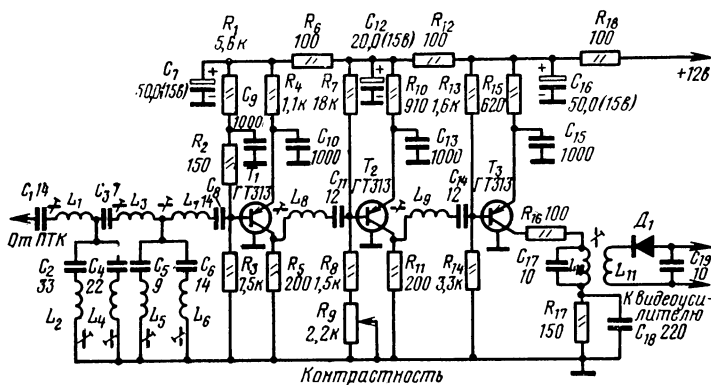 R1
5,6к
R6
100
C12
20,0(15в)
R12
100
R18
100
+12в
C7
50,0(15в)
C9
1000
R4
1,1к
R7
18к
R10
910
R13
1,6к
R15
620
C16
50,0(15в)
R2
150
C10
1000
C13
1000
C15
1000
T1
ГТ313
T2
ГТ313
T3
ГТ313
C1 14
L1
C3 7
L3
L7 14
C8
L8
C11
12
L9
C14
12
R16 100
Д1
От ПТК
C2
33
C4
22
C5
9
C6
14
R3
7,5к
R5
200
R8
1,5к
R11
200
R14
3,3к
C17
10
L10
L11
C19
10
L2
L4
L5
L6
R9
2,2к
R17
150
К видеоуси-
лителю
C18 220
Контрастность